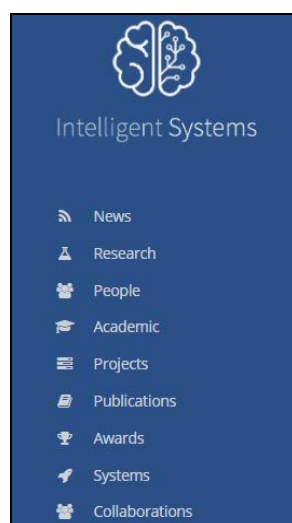 Intelligent Systems
News
Research
People
Academic
Projects
Publications
Awards
Systems
Collaborations